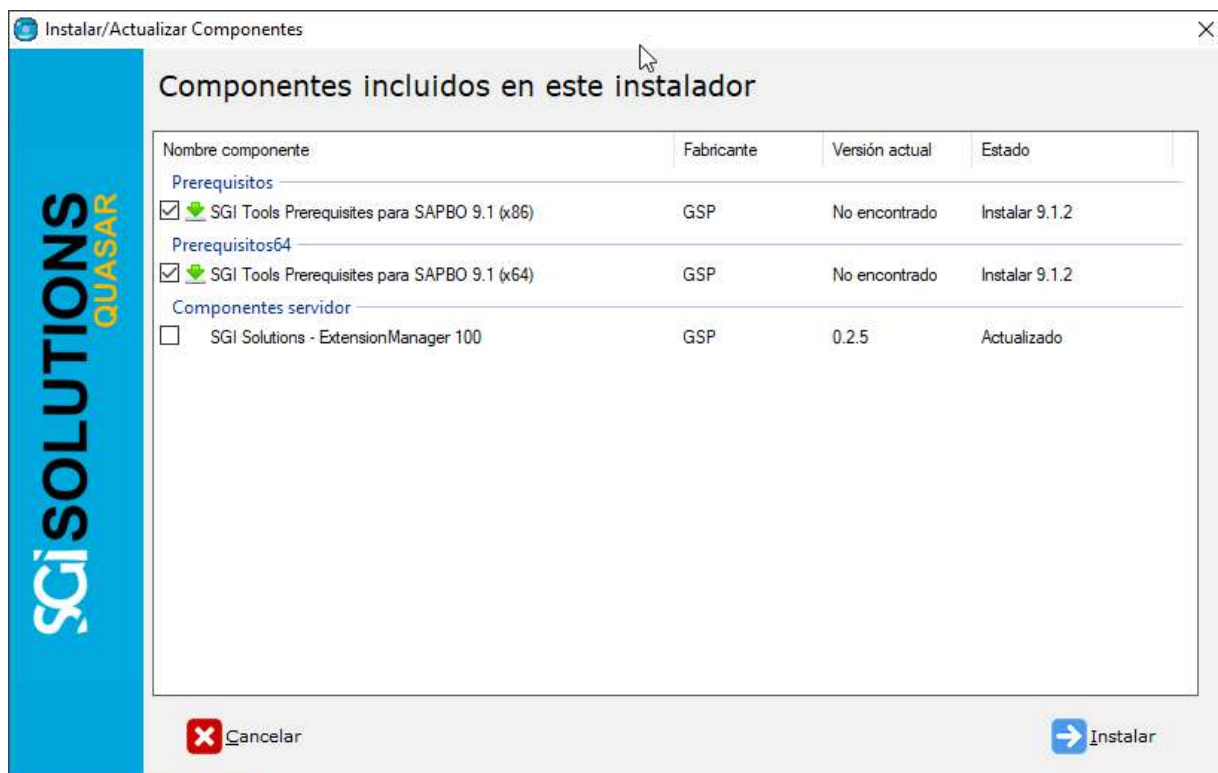 Instalar/Actualizar Componentes
SGi SOLUTIONS
QUASAR
Componentes incluidos en este instalador
Nombre componente Fabricante Versión actual Estado
Prerequisitos
SGI Tools Prerequisites para SAPBO 9.1 (x86) GSP No encontrado Instalar 9.1.2
Prerequisitos64
SGI Tools Prerequisites para SAPBO 9.1 (x64) GSP No encontrado Instalar 9.1.2
Componentes servidor
SGI Solutions - ExtensionManager 100 GSP 0.2.5 Actualizado
Cancelar Instalar